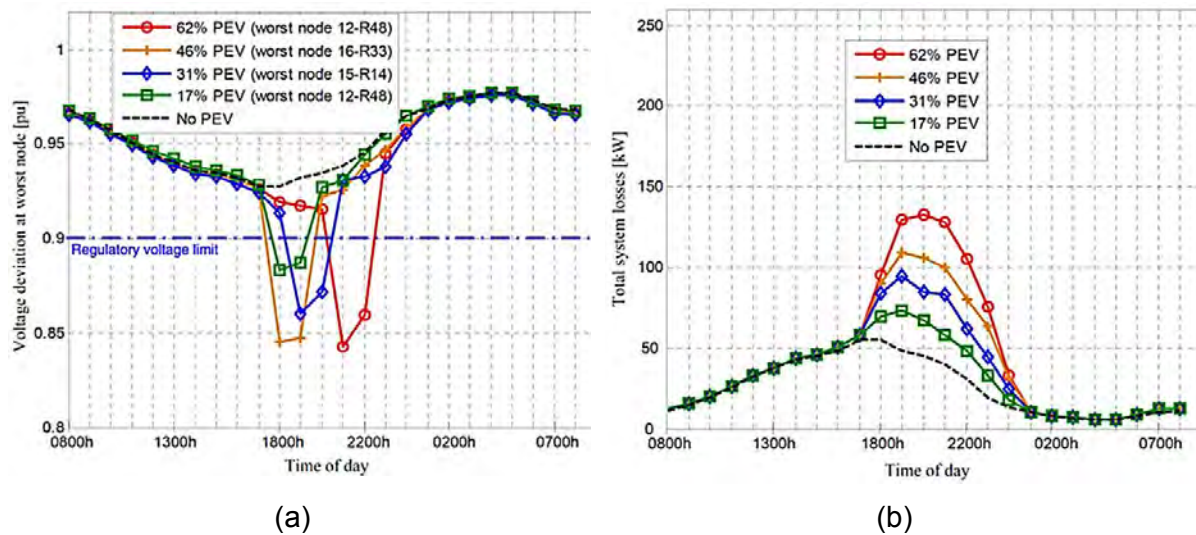 Voltage deviation at worst node [pu]
1
0.95
0.9
0.85
0.8
62% PEV (worst node 12-R48)
46% PEV (worst node 16-R33)
31% PEV (worst node 15-R14)
17% PEV (worst node 12-R48)
No PEV
Regulatory voltage limit
0800h 1300h 1800h 2200h 0200h 0700h
Time of day
(a)
Total system losses [kW]
250
200
150
100
50
0
62% PEV
46% PEV
31% PEV
17% PEV
No PEV
0800h 1300h 1800h 2200h 0200h 0700h
Time of day
(b)